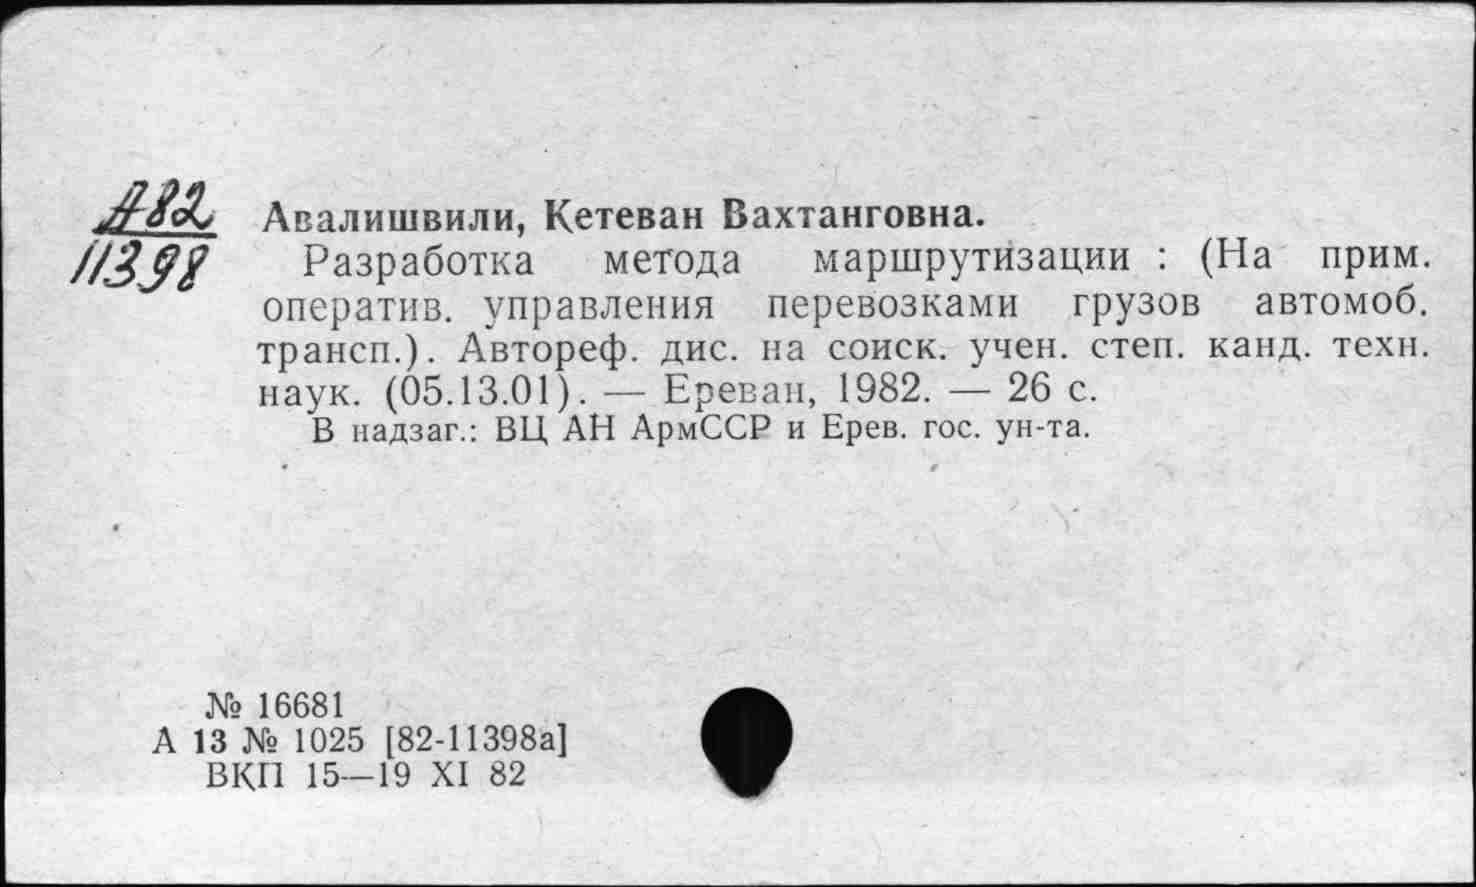 А82
11398
Авалишвили, Кетеван Вахтанговна.
Разработка метода маршрутизации : (На прим.
оператив. управления перевозками грузов автомоб.
трансп.). Автореф. дис. на соиск. учен. степ. канд. техн.
наук. (05.13.01). — Ереван, 1982. — 26 с.
В надзаг.: ВЦ АН АрмССР и Ерев. гос. ун-та.
№ 16681
А 13 № 1025 [82-11398а]
ВКП 15—19 XI 82